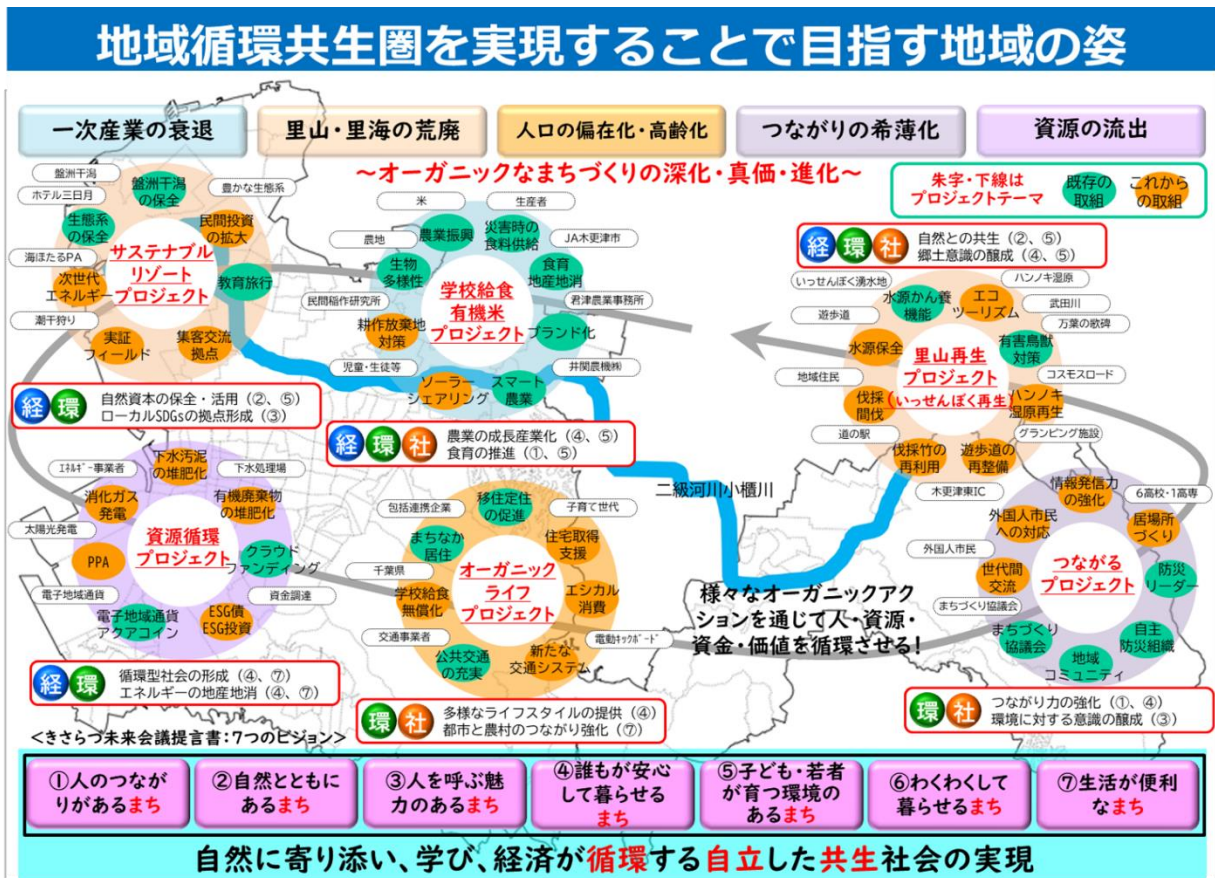 地域循環共生圏を実現することで目指す地域の姿
一次産業の衰退
里山・里海の荒廃
人口の偏在化・高齢化
つながりの希薄化
資源の流出
～オーガニックなまちづくりの深化・真価・進化～
朱字・下線は
プロジェクトテーマ
既存の
取組
これから
の取組
盤洲干潟
ホテル三日月
盤洲干潟
の保全
豊かな生態系
生態系
の保全
民間投資
の拡大
海ほたるPA
サステナブル
リゾート
プロジェクト
次世代
エネルギー
教育旅行
潮干狩り
実証
フィールド
集客交流
拠点
経
環
自然資本の保全・活用（②、⑤）
ローカルSDGsの拠点形成（③）
米
生産者
農業振興
災害時の
食料供給
農地
JA木更津市
生物
多様性
食育
地産地消
学校給食
有機米
プロジェクト
民間稲作研究所
君津農業事務所
耕作放棄地
対策
ブランド化
児童・生徒等
井関農機㈱
ソーラー
シェアリング
スマート
農業
経
環
社
農業の成長産業化（④、⑤）
食育の推進（①、⑤）
経
環
社
自然との共生（②、⑤）
郷土意識の醸成（④、⑤）
いっせんぼく湧水地
ハンノキ湿原
水源かん養
機能
エコ
ツーリズム
武田川
遊歩道
万葉の歌碑
水源保全
有害鳥獣
対策
里山再生
プロジェクト
（いっせんぼく再生）
地域住民
コスモスロード
伐採
間伐
ハンノキ
湿原再生
道の駅
グランピング施設
伐採竹の
再利用
遊歩道の
再整備
木更津東IC
二級河川小櫃川
下水汚泥
の堆肥化
ｴﾈﾙｷﾞｰ事業者
下水処理場
消化ガス
発電
有機廃棄物
の堆肥化
太陽光発電
資源循環
プロジェクト
PPA
クラウド
ファンディング
電子地域通貨
資金調達
電子地域通貨
アクアコイン
ESG債
ESG投資
経
環
循環型社会の形成（④、⑦）
エネルギーの地産地消（④、⑦）
包括連携企業
移住定住
の促進
子育て世代
まちなか
居住
住宅取得
支援
千葉県
オーガニック
ライフ
プロジェクト
学校給食
無償化
エシカル
消費
交通事業者
電動ｷｯｸﾎﾞｰﾄﾞ
公共交通
の充実
新たな
交通システム
環
社
多様なライフスタイルの提供（④）
都市と農村のつながり強化（⑦）
様々なオーガニックアク
ションを通じて人・資源・
資金・価値を循環させる！
情報発信力
の強化
6高校・1高専
外国人市民
への対応
居場所
づくり
外国人市民
つながる
プロジェクト
世代間
交流
防災
リーダー
まちづくり協議会
まちづくり
協議会
自主
防災組織
地域
コミュニティ
環
社
つながり力の強化（①、④）
環境に対する意識の醸成（③）
<きさらづ未来会議提言書：7つのビジョン>
①人のつなが
りがあるまち
②自然とともに
あるまち
③人を呼ぶ魅
力のあるまち
④誰もが安心
して暮らせる
まち
⑤子ども・若者
が育つ環境の
あるまち
⑥わくわくして
暮らせるまち
⑦生活が便利
なまち
自然に寄り添い、学び、経済が循環する自立した共生社会の実現